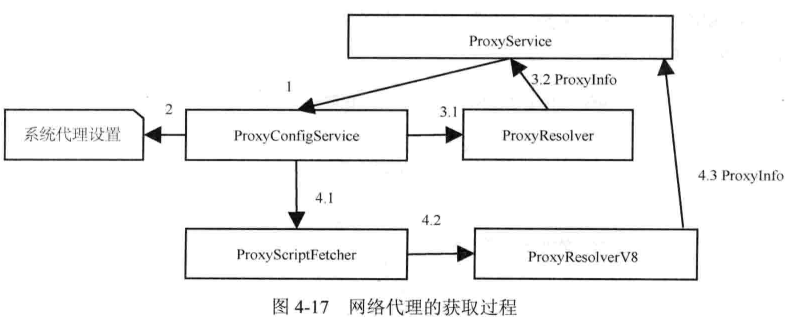 ProxyService
1
3.2 ProxyInfo
2
系统代理设置
ProxyConfigService
3.1
ProxyResolver
4.3 ProxyInfo
4.1
4.2
ProxyScriptFetcher
ProxyResolverV8
图 4-17 网络代理的获取过程